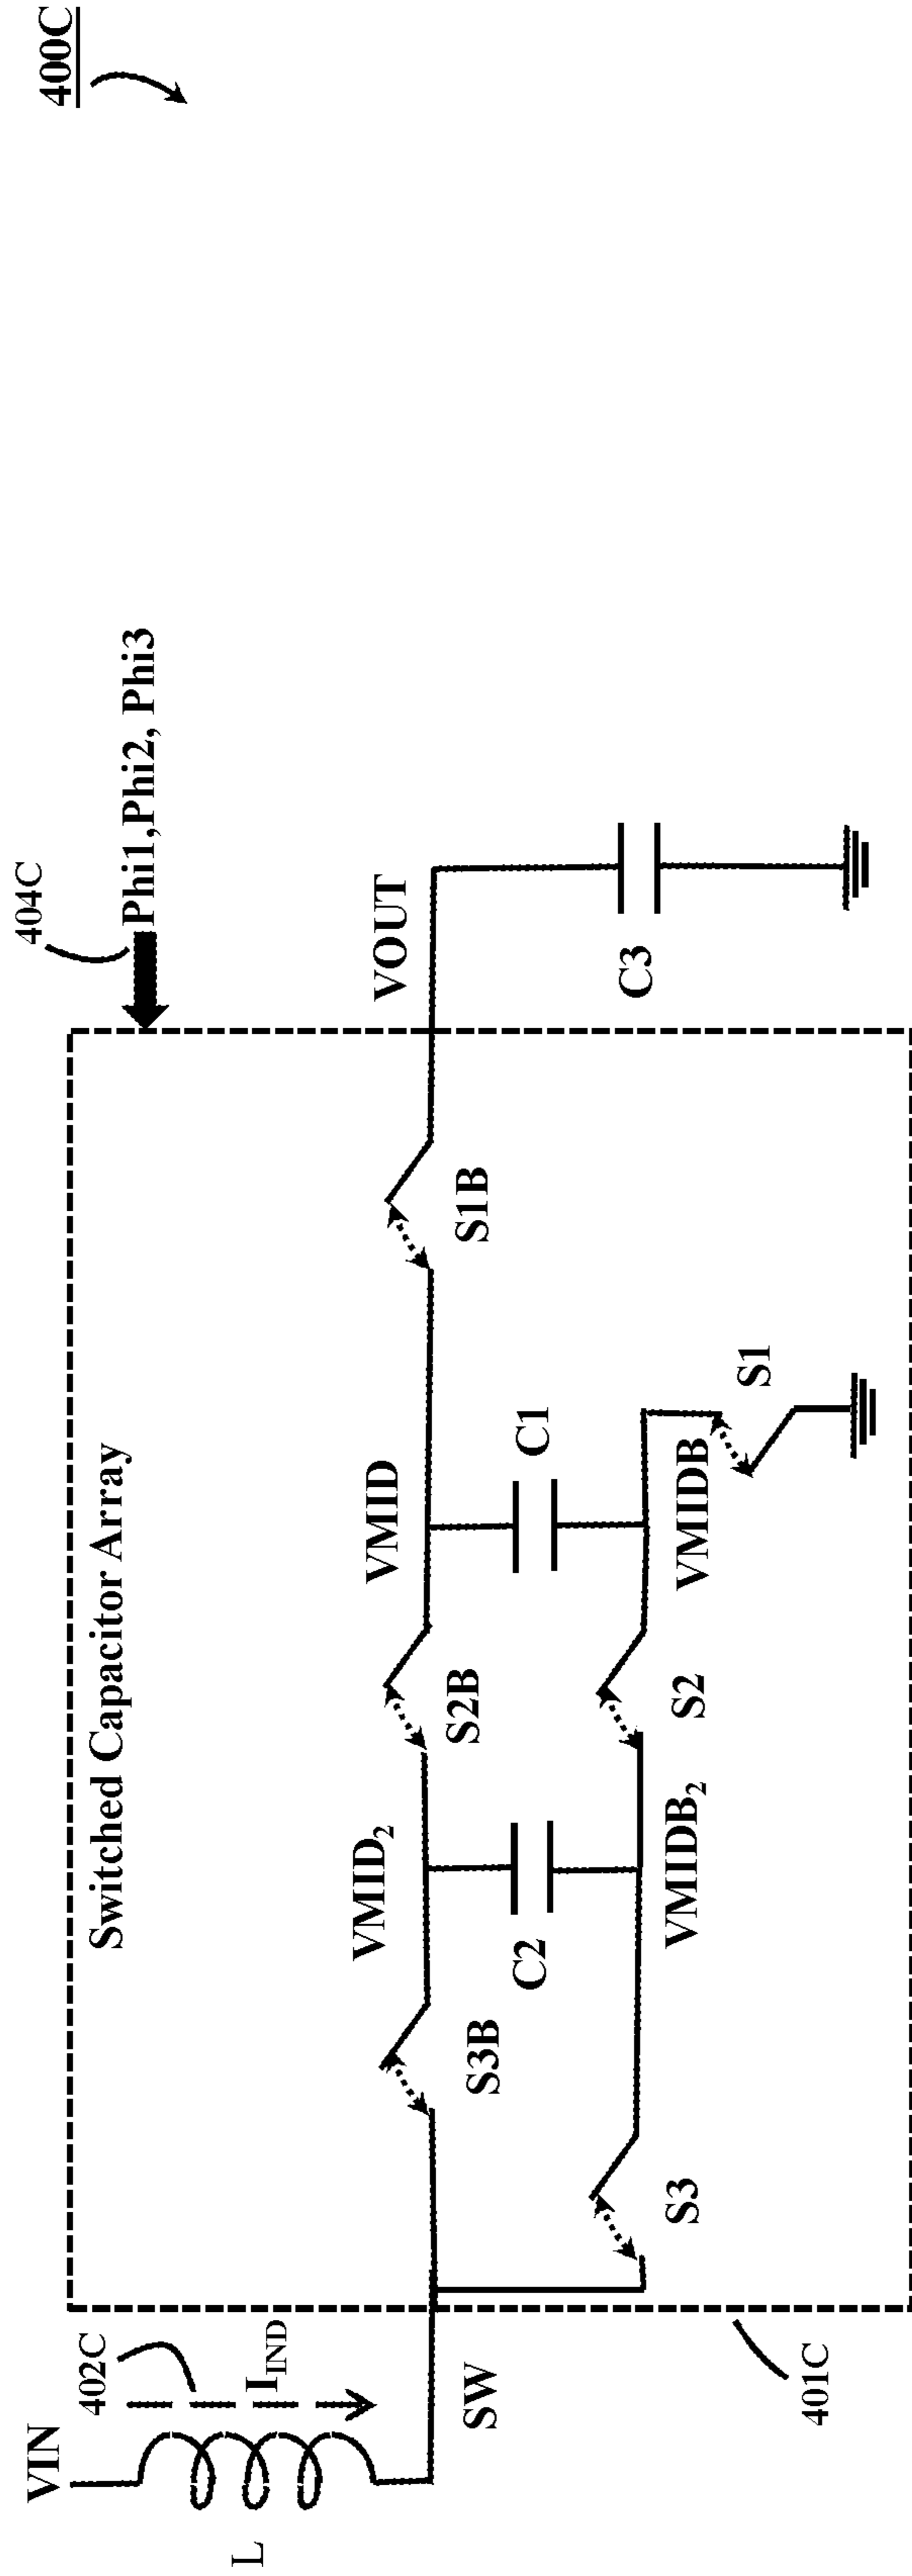 400C
404C
Phi1,Phi2, Phi3
Switched Capacitor Array
VIN
402C
I_IND
L
SW
401C
S3B
VMID₂
S2B
VMID
S1B
VOUT
C2
C1
C3
S3
VMIDB₂
S2
VMIDB
S1